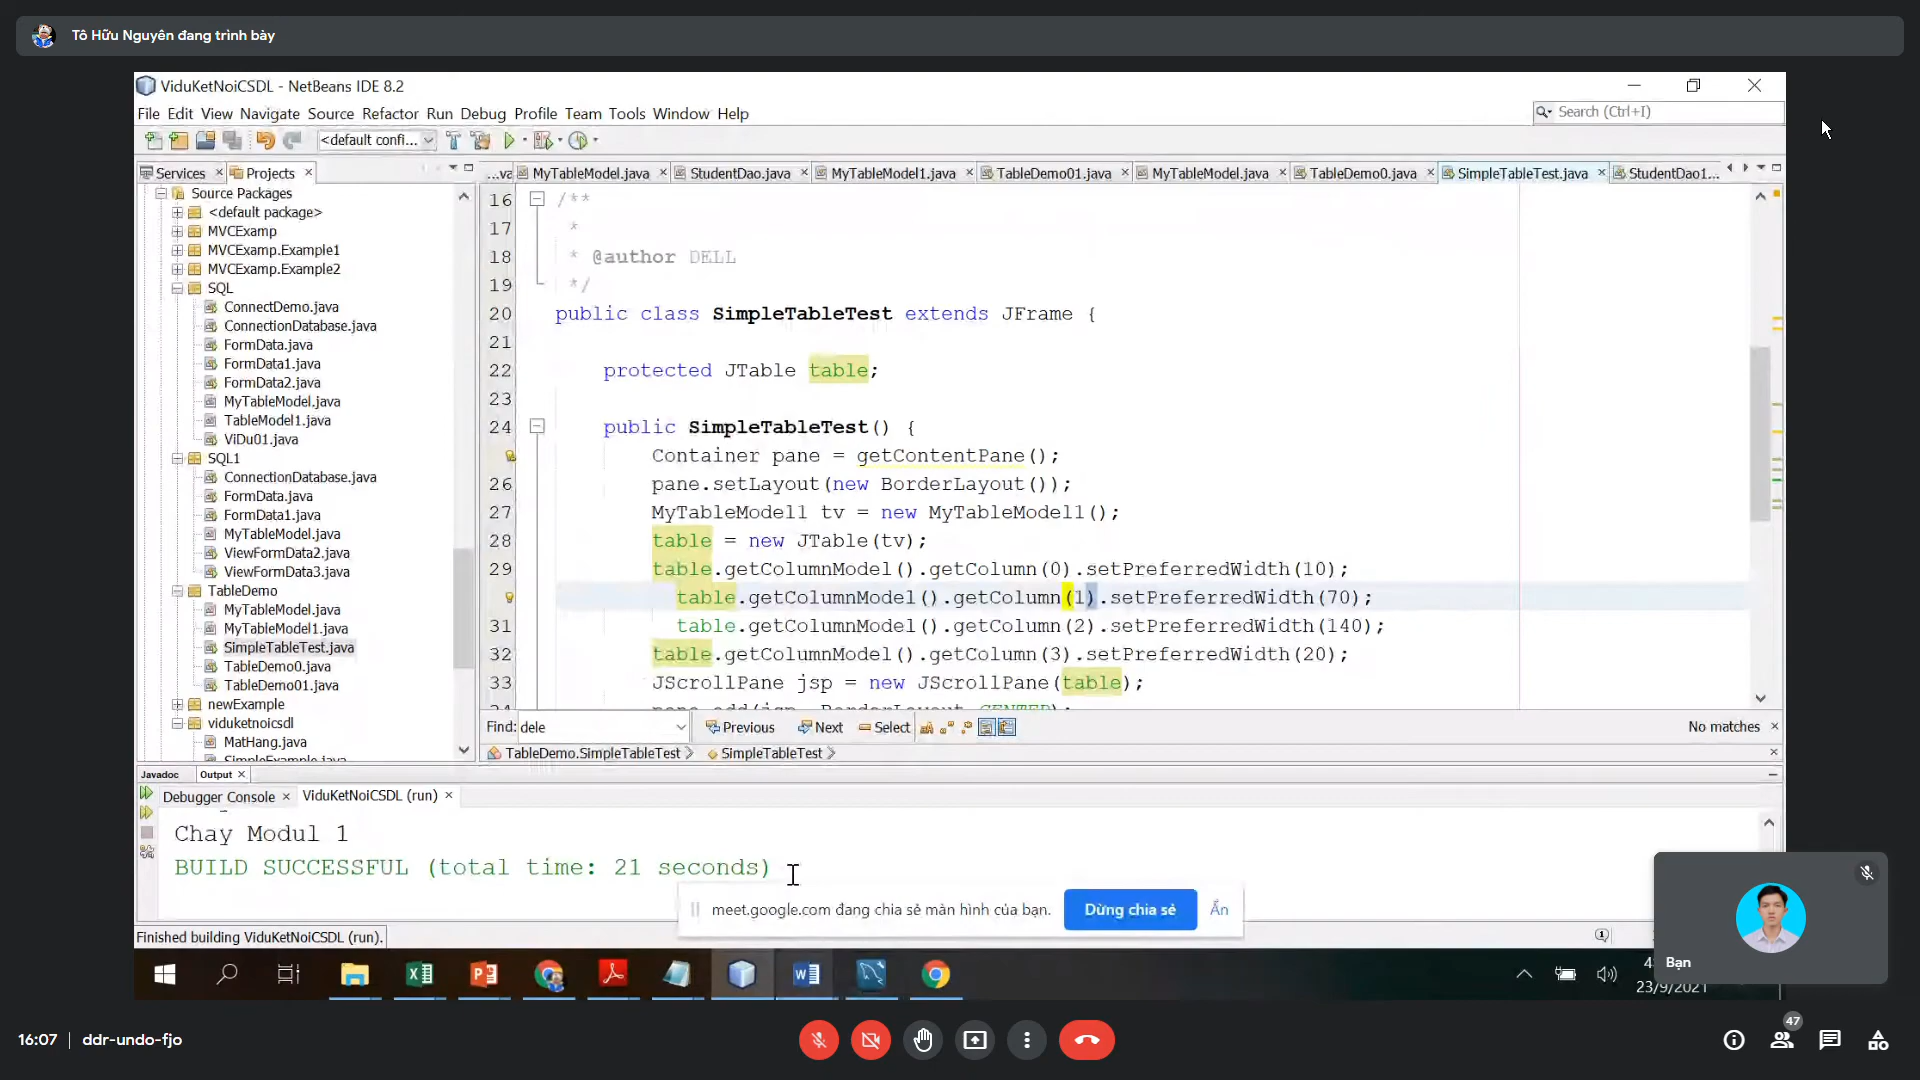 Tô Hữu Nguyên đang trình bày
ViduKetNoiCSDL - NetBeans IDE 8.2
File Edit View Navigate Source Refactor Run Debug Profile Team Tools Window Help
Search (Ctrl+I)
<default confi...
Services Projects
...va MyTableModel.java StudentDao.java MyTableModel1.java TableDemo01.java MyTableModel.java TableDemo0.java SimpleTableTest.java StudentDao1...
Source Packages
<default package>
MVCExamp
MVCExamp.Example1
MVCExamp.Example2
SQL
ConnectDemo.java
ConnectionDatabase.java
FormData.java
FormData1.java
FormData2.java
MyTableModel.java
TableModel1.java
ViDu01.java
SQL1
ConnectionDatabase.java
FormData.java
FormData1.java
MyTableModel.java
ViewFormData2.java
ViewFormData3.java
TableDemo
MyTableModel.java
MyTableModel1.java
SimpleTableTest.java
TableDemo0.java
TableDemo01.java
newExample
viduketnoicsdl
MatHang.java
SimpleExample.java
16 /**
17 *
18 * @author DELL
19 */
20 public class SimpleTableTest extends JFrame {
21
22 protected JTable table;
23
24 public SimpleTableTest() {
Container pane = getContentPane();
26 pane.setLayout(new BorderLayout());
27 MyTableModel1 tv = new MyTableModel1();
28 table = new JTable(tv);
29 table.getColumnModel().getColumn(0).setPreferredWidth(10);
table.getColumnModel().getColumn(1).setPreferredWidth(70);
31 table.getColumnModel().getColumn(2).setPreferredWidth(140);
32 table.getColumnModel().getColumn(3).setPreferredWidth(20);
33 JScrollPane jsp = new JScrollPane(table);
34 pane.add(jsp, BorderLayout.CENTER);
Find: dele Previous Next Select No matches
TableDemo.SimpleTableTest SimpleTableTest
Javadoc Output
Debugger Console ViduKetNoiCSDL (run)
Chay Modul 1
BUILD SUCCESSFUL (total time: 21 seconds)
meet.google.com đang chia sẻ màn hình của bạn. Dừng chia sẻ Ẩn
Finished building ViduKetNoiCSDL (run).
23/9/2021
Bạn
16:07 ddr-undo-fjo
47